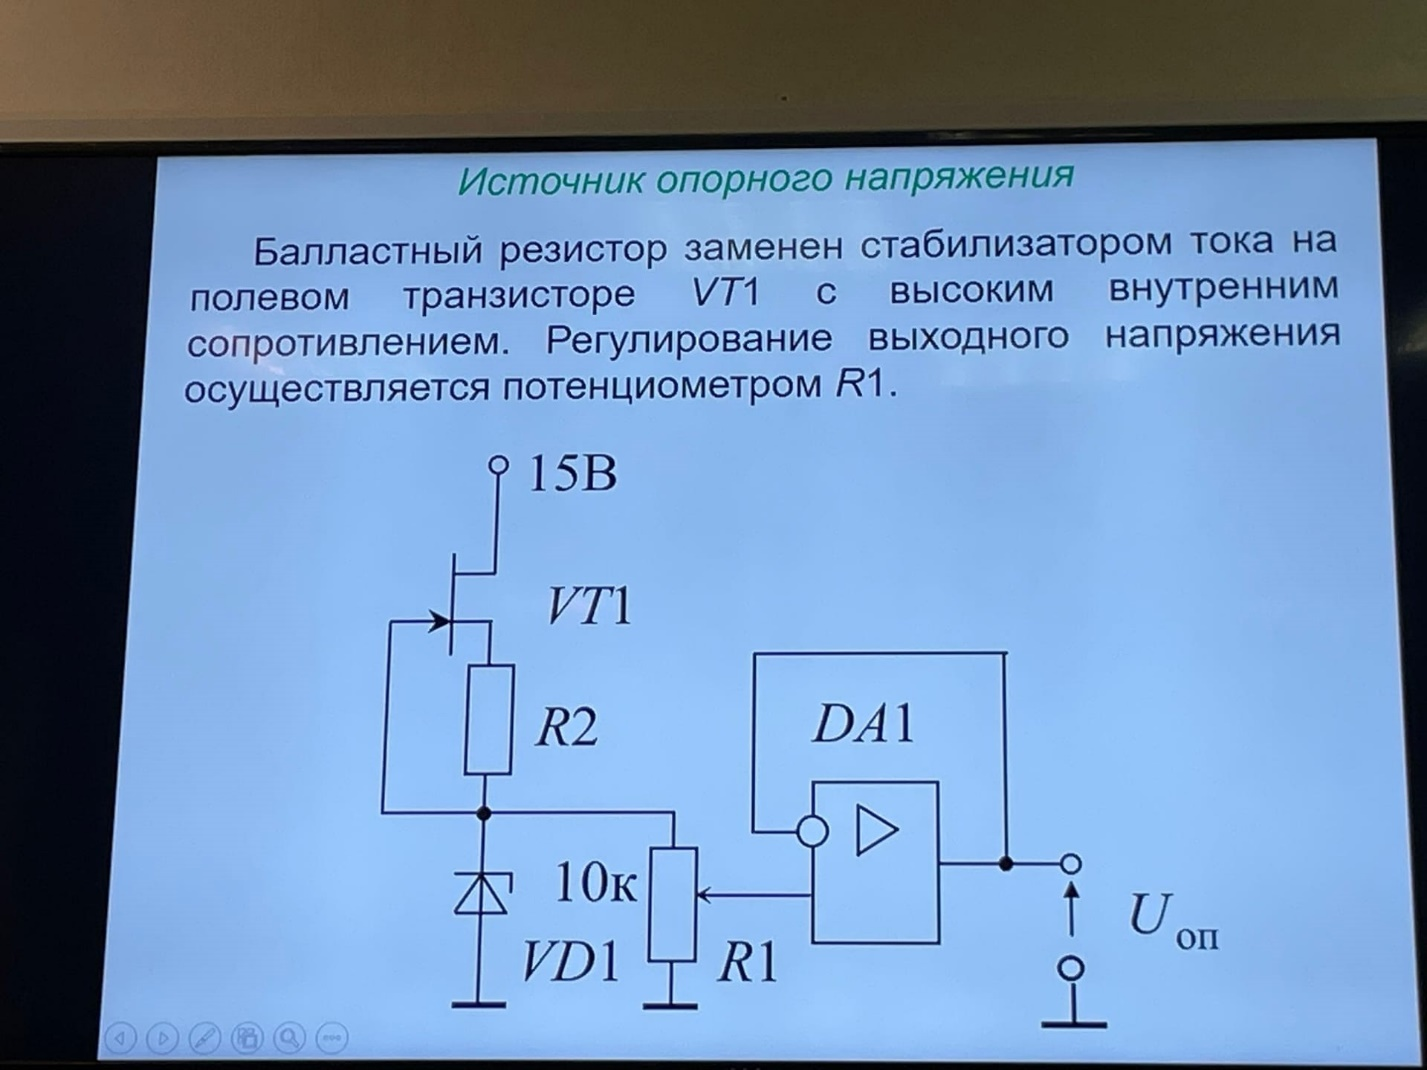 Источник опорного напряжения
Балластный резистор заменен стабилизатором тока на
полевом транзисторе VT1 с высоким внутренним
сопротивлением. Регулирование выходного напряжения
осуществляется потенциометром R1.
15В
VT1
R2
DA1
10к
VD1
R1
Uоп